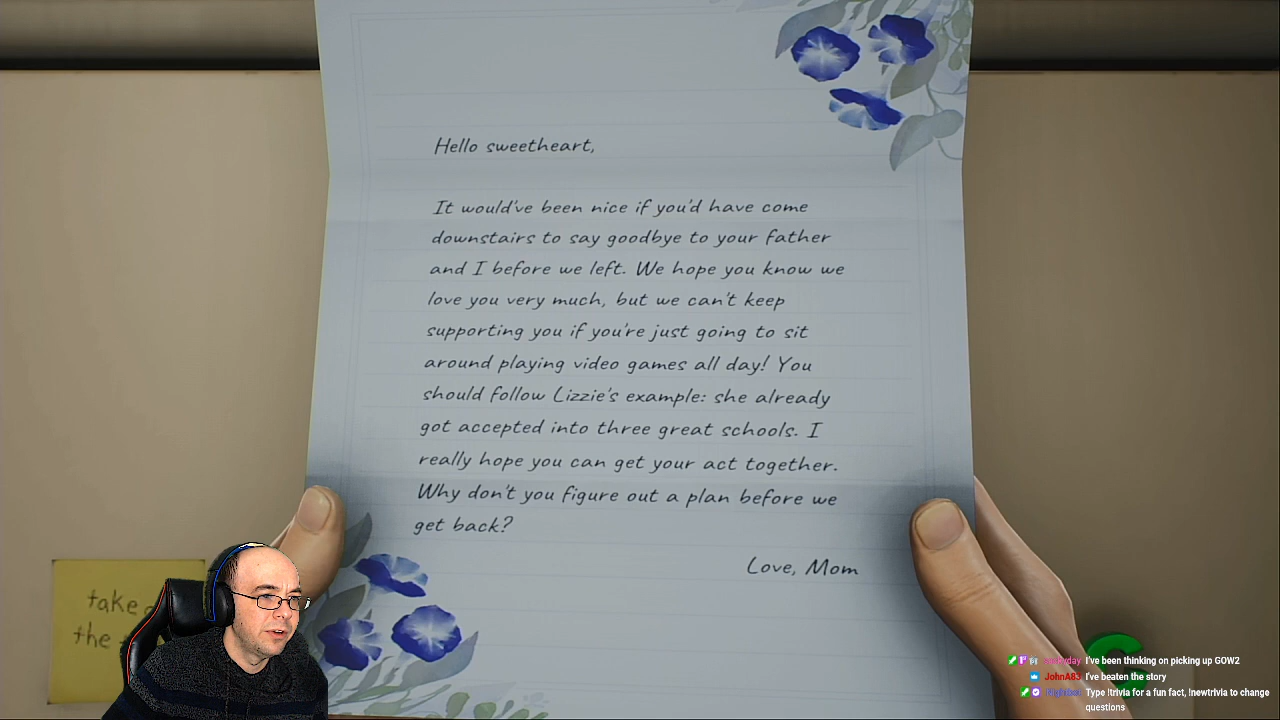 Hello sweetheart,
It would've been nice if you'd have come
downstairs to say goodbye to your father
and I before we left. We hope you know we
love you very much, but we can't keep
supporting you if you're just going to sit
around playing video games all day! You
should follow Lizzie's example: she already
got accepted into three great schools. I
really hope you can get your act together.
Why don't you figure out a plan before we
get back?
Love, Mom
take
the
G
I've been thinking on picking up GOW2
JohnA83 I've beaten the story
Type !trivia for a fun fact, !newtrivia to change
questions